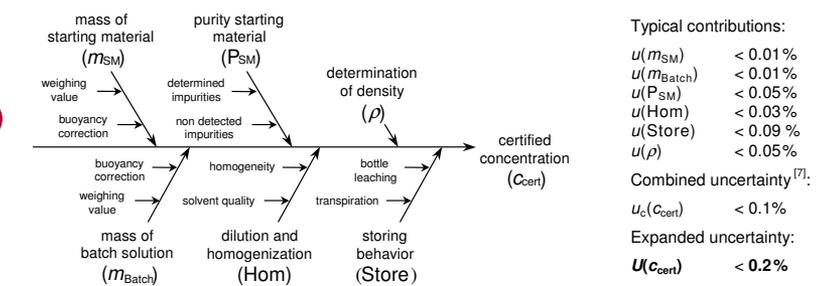 mass of
starting material
(mSM)
purity starting
material
(PSM)
determination
of density
(ρ)
weighing
value
buoyancy
correction
determined
impurities
non detected
impurities
certified
concentration
(ccert)
buoyancy
correction
weighing
value
homogeneity
solvent quality
bottle
leaching
transpiration
mass of
batch solution
(mBatch)
dilution and
homogenization
(Hom)
storing
behavior
(Store)
Typical contributions:
u(mSM) < 0.01%
u(mBatch) < 0.01%
u(PSM) < 0.05%
u(Hom) < 0.03%
u(Store) < 0.09 %
u(ρ) < 0.05%
Combined uncertainty[7]:
uc(ccert) < 0.1%
Expanded uncertainty:
U(ccert) < 0.2%